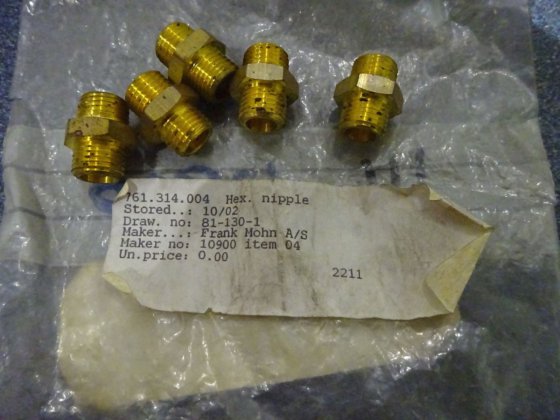 761.314.004 Hex. nipple
Stored..: 10/02
Draw. no: 81-130-1
Maker...: Frank Mohn A/S
Maker no: 10900 item 04
Un.price: 0.00
2211